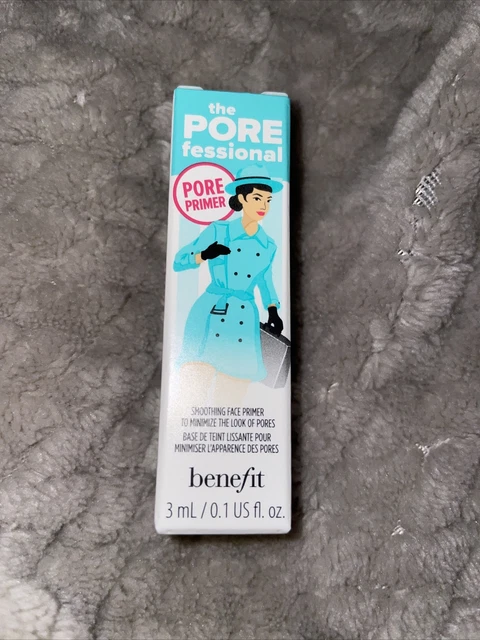 the
PORE
fessional
PORE
PRIMER
SMOOTHING FACE PRIMER
TO MINIMIZE THE LOOK OF PORES
BASE DE TEINT LISSANTE POUR
MINIMISER L'APPARENCE DES PORES
benefit
3 mL / 0.1 US fl. oz.